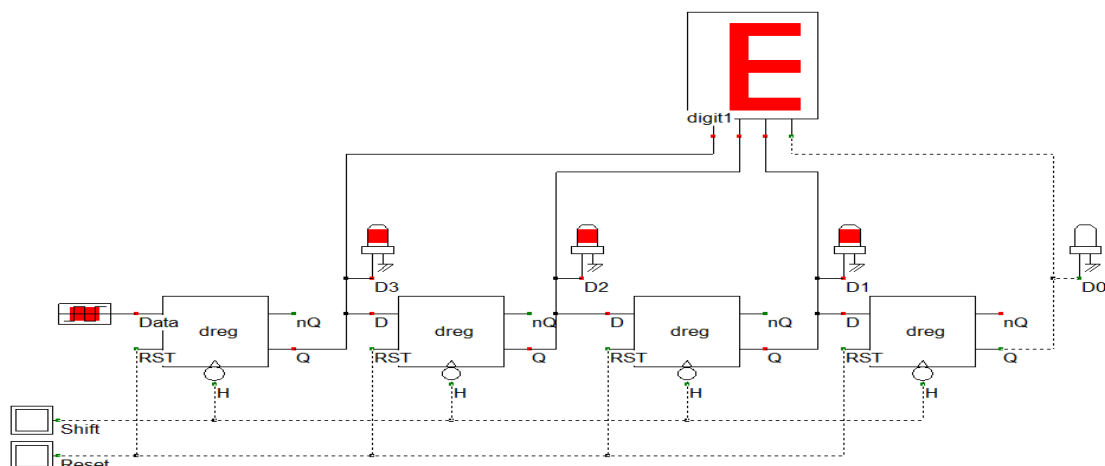 E
digit1
D3
D2
D1
D0
Data
dreg
nQ
D
dreg
nQ
D
dreg
nQ
D
dreg
nQ
RST
Q
RST
Q
RST
Q
RST
Q
H
H
H
H
Shift
Reset